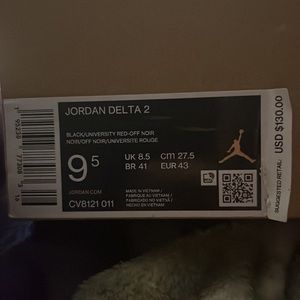 JORDAN DELTA 2
BLACK/UNIVERSITY RED-OFF NOIR
NOIR/OFF NOIR/UNIVERSITE ROUGE
9.5
UK 8.5
cm 27.5
BR 41
EUR 43
JORDAN.COM
CV8121 011
MADE IN VIETNAM /
FABRIQUÉ AU VIETNAM /
FABRICADO NO VIETNÃ /
HECHO EN VIETNAM
SUGGESTED RETAIL
USD $130.00